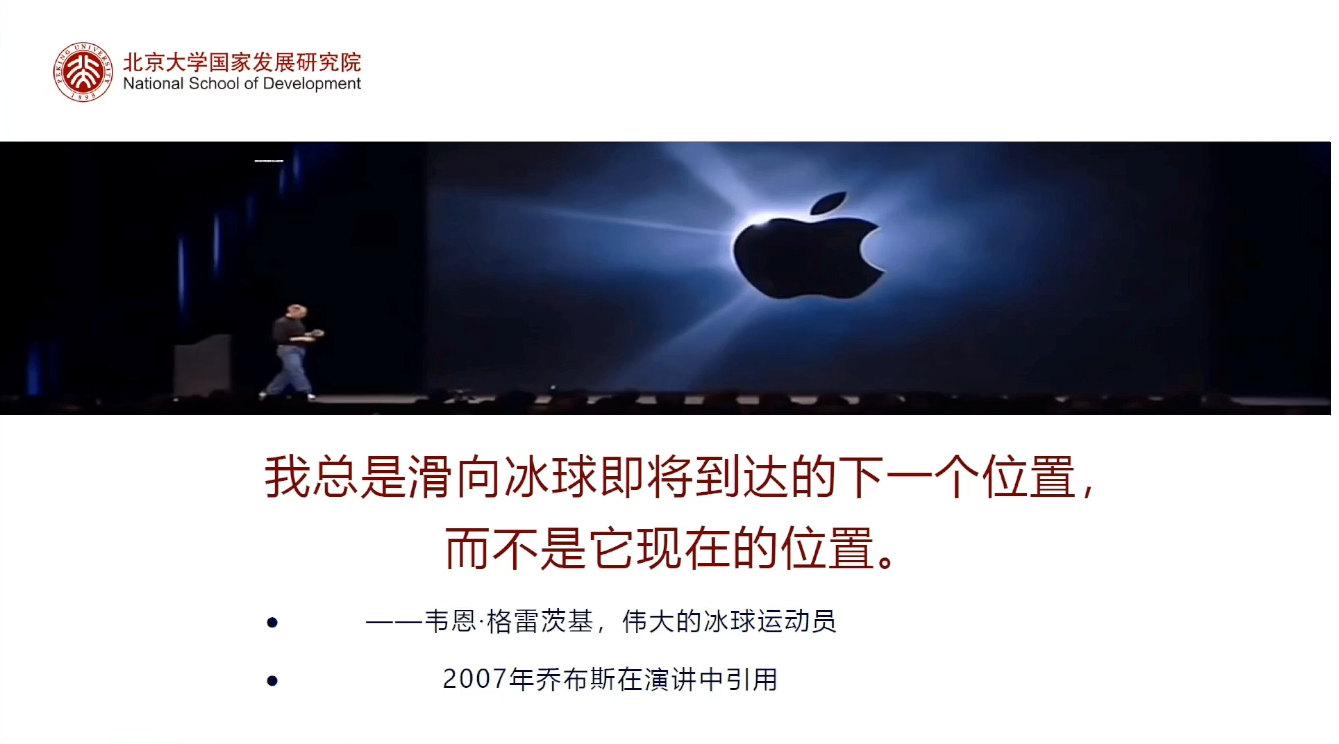 PEKING UNIVERSITY
1898
北京大学国家发展研究院
National School of Development
我总是滑向冰球即将到达的下一个位置，
而不是它现在的位置。
• ——韦恩·格雷茨基，伟大的冰球运动员
• 2007年乔布斯在演讲中引用